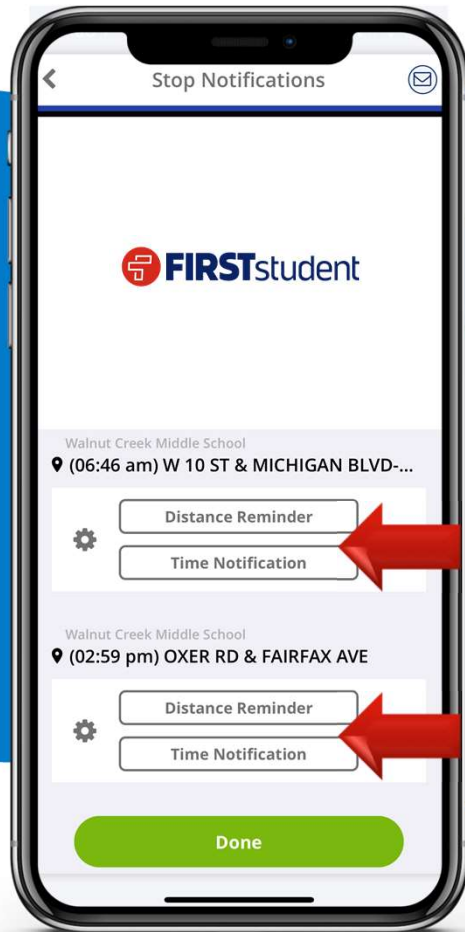 Stop Notifications
FIRSTstudent
Walnut Creek Middle School
(06:46 am) W 10 ST & MICHIGAN BLVD-...
Distance Reminder
Time Notification
Walnut Creek Middle School
(02:59 pm) OXER RD & FAIRFAX AVE
Distance Reminder
Time Notification
Done